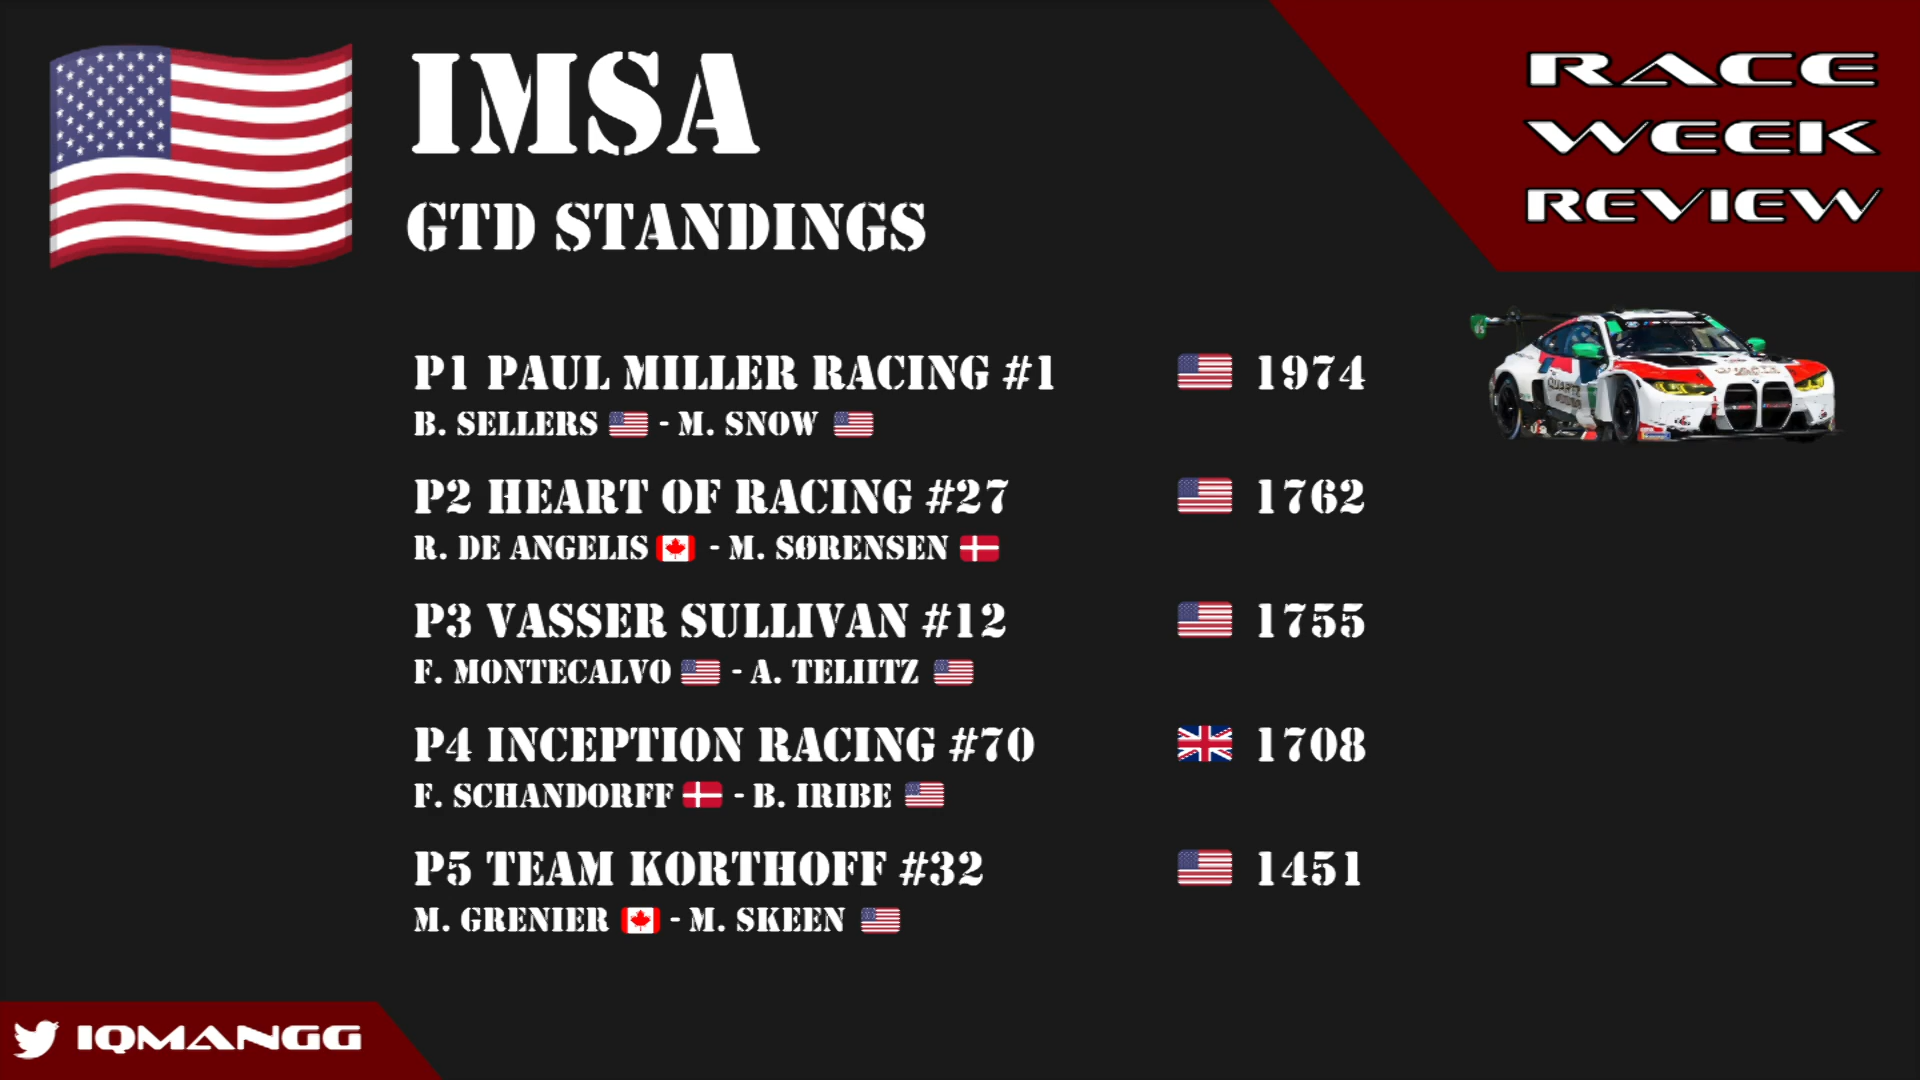 IMSA
GTD STANDINGS
RACE
WEEK
REVIEW
P1 PAUL MILLER RACING #1 1974
B. SELLERS - M. SNOW
P2 HEART OF RACING #27 1762
R. DE ANGELIS - M. SØRENSEN
P3 VASSER SULLIVAN #12 1755
F. MONTECALVO - A. TELIITZ
P4 INCEPTION RACING #70 1708
F. SCHANDORFF - B. IRIBE
P5 TEAM KORTHOFF #32 1451
M. GRENIER - M. SKEEN
IQMANGG